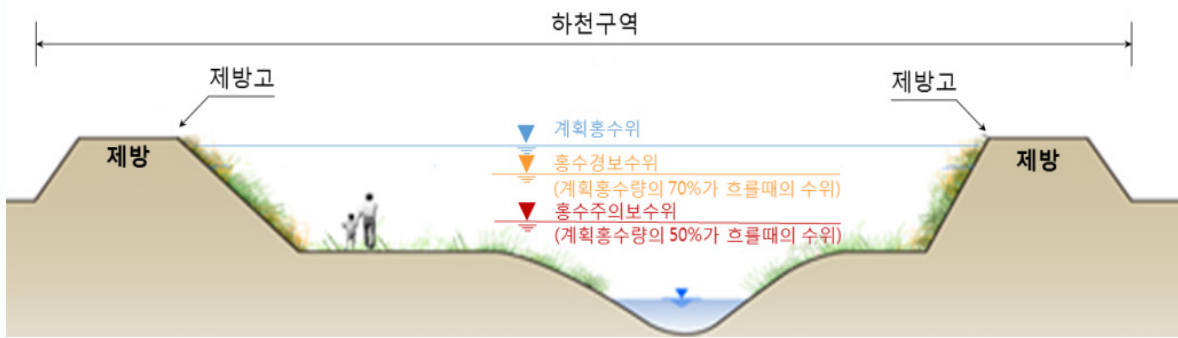 하천구역
제방고
제방고
계획홍수위
제방
홍수경보수위
제방
(계획홍수량의 70%가 흐를때의 수위)
홍수주의보수위
(계획홍수량의 50%가 흐를때의 수위)